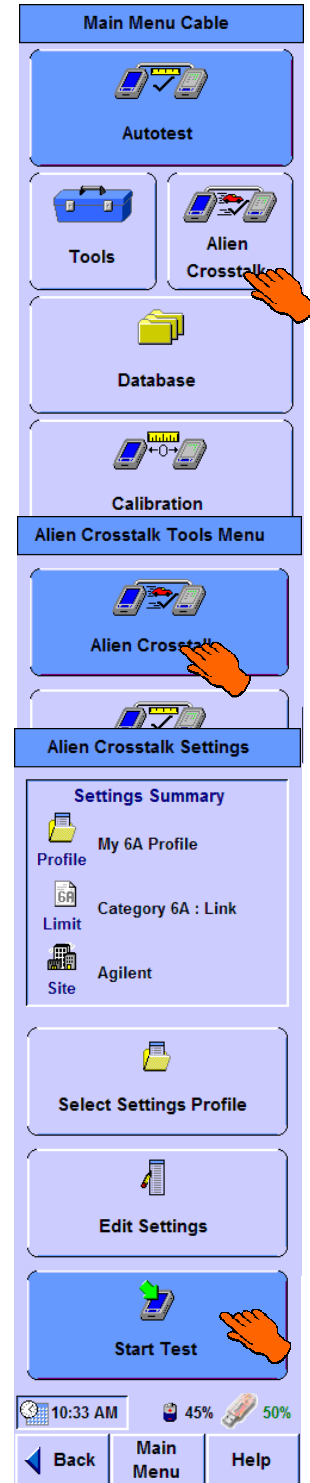 Main Menu Cable
Autotest
Tools
Alien
Crosstalk
Database
Calibration
Alien Crosstalk Tools Menu
Alien Crosstalk
Alien Crosstalk Settings
Settings Summary
Profile
My 6A Profile
6A
Limit
Category 6A : Link
Site
Agilent
Select Settings Profile
Edit Settings
Start Test
10:33 AM
45%
50%
Back
Main
Menu
Help